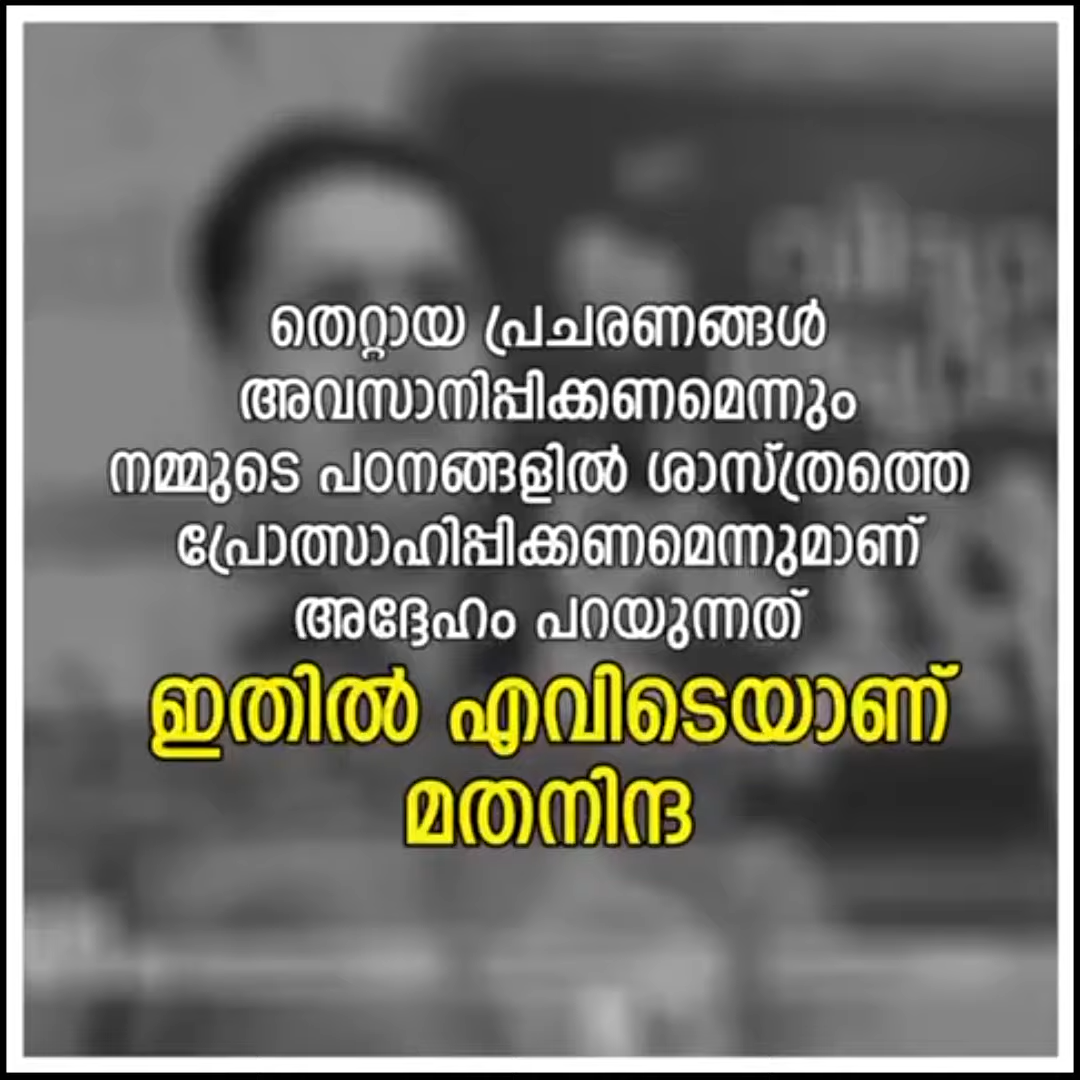 തെറ്റായ പ്രചരണങ്ങൾ
അവസാനിപ്പിക്കണമെന്നും
നമ്മുടെ പഠനങ്ങളിൽ ശാസ്ത്രത്തെ
പ്രോത്സാഹിപ്പിക്കണമെന്നുമാണ്
അദ്ദേഹം പറയുന്നത്
ഇതിൽ എവിടെയാണ്
മതനിന്ദ